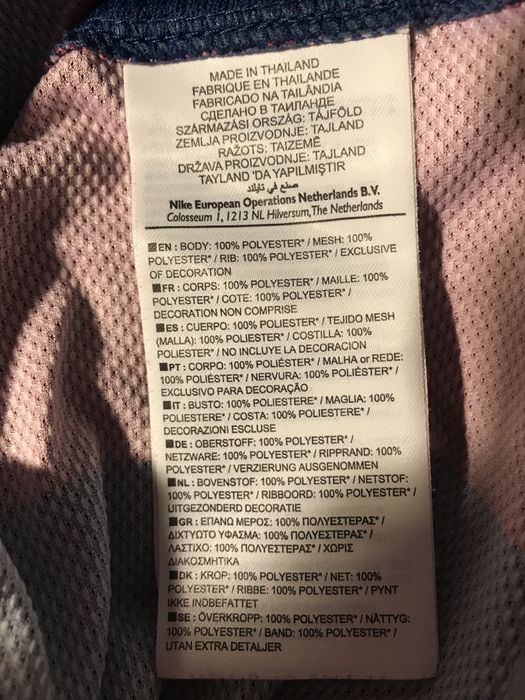 MADE IN THAILAND
FABRIQUE EN THAILANDE
FABRICADO NA TAILÂNDIA
СДЕЛАНО В ТАИЛАНДЕ
SZÁRMAZÁSI ORSZÁG: TÁJFÖLD
ZEMLJA PROIZVODNJE: TAJLAND
RAŽOTS: TAIZEMĒ
DRŽAVA PROIZVODNJE: TAJLAND
TAYLAND 'DA YAPILMIŞTIR
صنع في تايلاند
Nike European Operations Netherlands B.V.
Colosseum 1, 1213 NL Hilversum, The Netherlands
EN : BODY: 100% POLYESTER* / MESH: 100%
POLYESTER* / RIB: 100% POLYESTER* / EXCLUSIVE
OF DECORATION
FR : CORPS: 100% POLYESTER* / MAILLE: 100%
POLYESTER* / COTE: 100% POLYESTER* /
DECORATION NON COMPRISE
ES : CUERPO: 100% POLIESTER* / TEJIDO MESH
(MALLA): 100% POLIESTER* / COSTILLA: 100%
POLIESTER* / NO INCLUYE LA DECORACION
PT : CORPO: 100% POLIÉSTER* / MALHA or REDE:
100% POLIÉSTER* / NERVURA: 100% POLIÉSTER* /
EXCLUSIVO PARA DECORAÇÃO
IT : BUSTO: 100% POLIESTERE* / MAGLIA: 100%
POLIESTERE* / COSTA: 100% POLIESTERE* /
DECORAZIONI ESCLUSE
DE : OBERSTOFF: 100% POLYESTER* /
NETZWARE: 100% POLYESTER* / RIPPRAND: 100%
POLYESTER* / VERZIERUNG AUSGENOMMEN
NL : BOVENSTOF: 100% POLYESTER* / NETSTOF:
100% POLYESTER* / RIBBOORD: 100% POLYESTER* /
UITGEZONDERD DECORATIE
GR : ΕΠΑΝΩ ΜΕΡΟΣ: 100% ΠΟΛΥΕΣΤΕΡΑΣ* /
ΔΙΧΤΥΩΤΟ ΥΦΑΣΜΑ: 100% ΠΟΛΥΕΣΤΕΡΑΣ* /
ΛΑΣΤΙΧΟ: 100% ΠΟΛΥΕΣΤΕΡΑΣ* / ΧΩΡΙΣ
ΔΙΑΚΟΣΜΗΤΙΚΑ
DK : KROP: 100% POLYESTER* / NET: 100%
POLYESTER* / RIBBE: 100% POLYESTER* / PYNT
IKKE INDBEFATTET
SE : ÖVERKROPP: 100% POLYESTER* / NÄTTYG:
100% POLYESTER* / BAND: 100% POLYESTER* /
UTAN EXTRA DETALJER